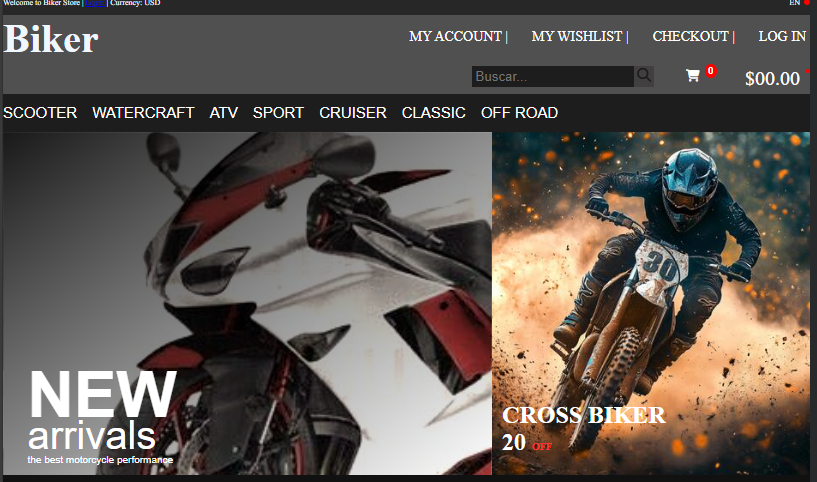 Welcome to Biker Store | | Currency: USD
EN
Biker
MY ACCOUNT | MY WISHLIST | CHECKOUT | LOG IN
Buscar...
0
$00.00
SCOOTER WATERCRAFT ATV SPORT CRUISER CLASSIC OFF ROAD
30
NEW
arrivals
the best motorcycle performance
CROSS BIKER
20 OFF